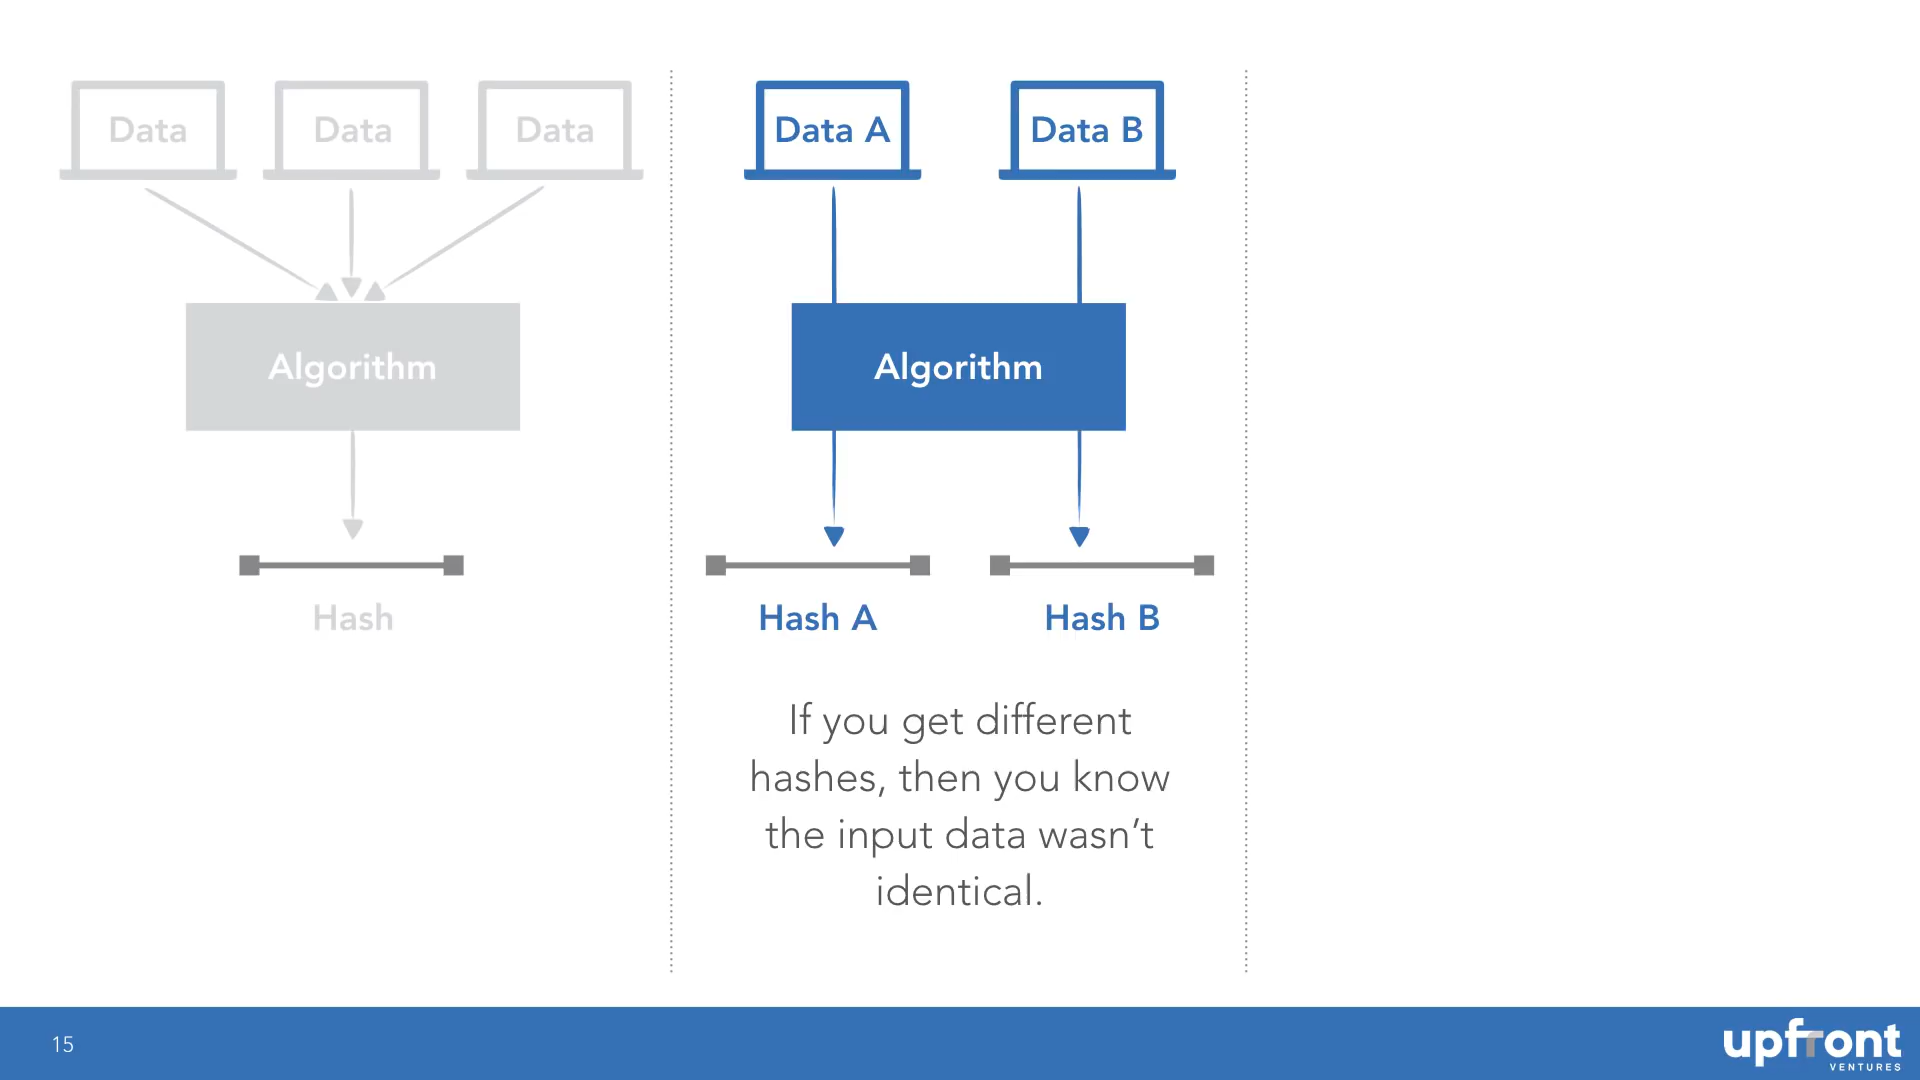 Data
Data
Data
Algorithm
Hash
Data A
Data B
Algorithm
Hash A
Hash B
If you get different
hashes, then you know
the input data wasn’t
identical.
15
upfront
VENTURES